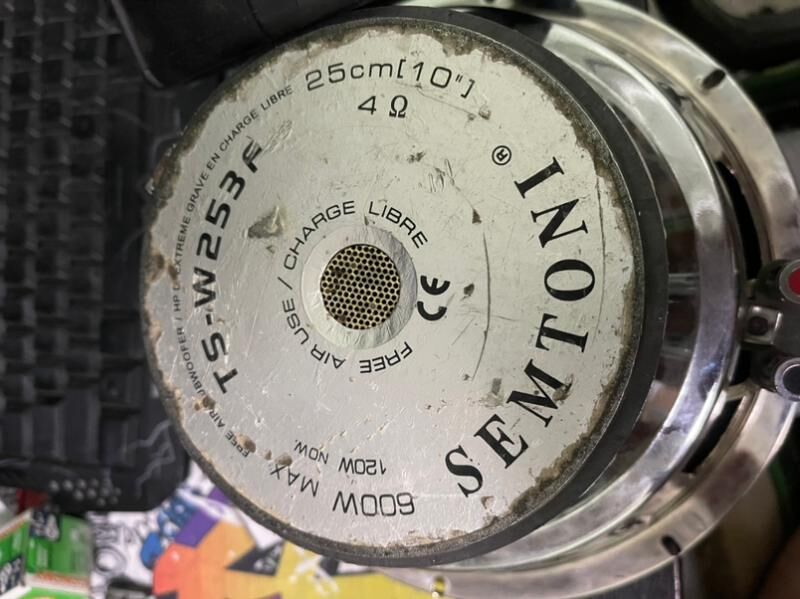 SEMTONI®
25cm[10"]
4 Ω
TS-W253F
FREE AIR SUBWOOFER / HP D'EXTREME GRAVE EN CHARGE LIBRE
FREE AIR USE / CHARGE LIBRE
CE
600W MAX
120W NOW.